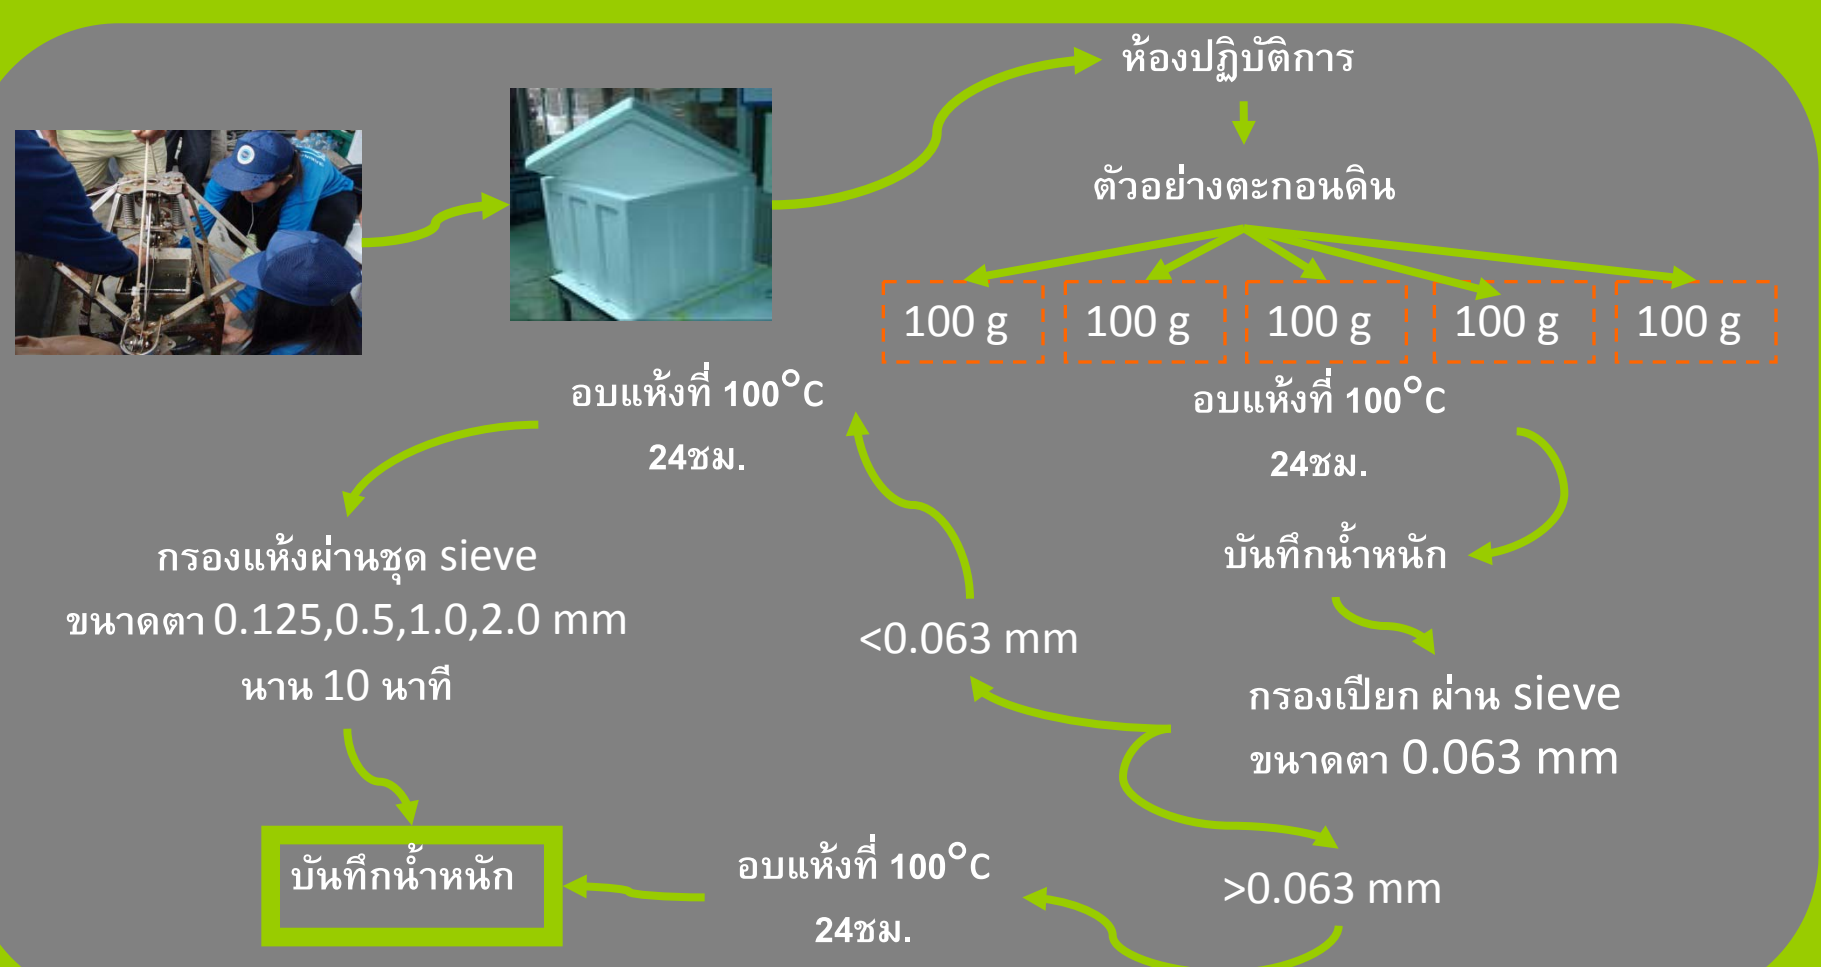 ห้องปฏิบัติการ
ตัวอย่างตะกอนดิน
100 g
100 g
100 g
100 g
100 g
อบแห้งที่ 100°C
24ชม.
บันทึกน้ำหนัก
กรองเปียก ผ่าน sieve
ขนาดตา 0.063 mm
<0.063 mm
อบแห้งที่ 100°C
24ชม.
กรองแห้งผ่านชุด sieve
ขนาดตา 0.125,0.5,1.0,2.0 mm
นาน 10 นาที
>0.063 mm
อบแห้งที่ 100°C
24ชม.
บันทึกน้ำหนัก